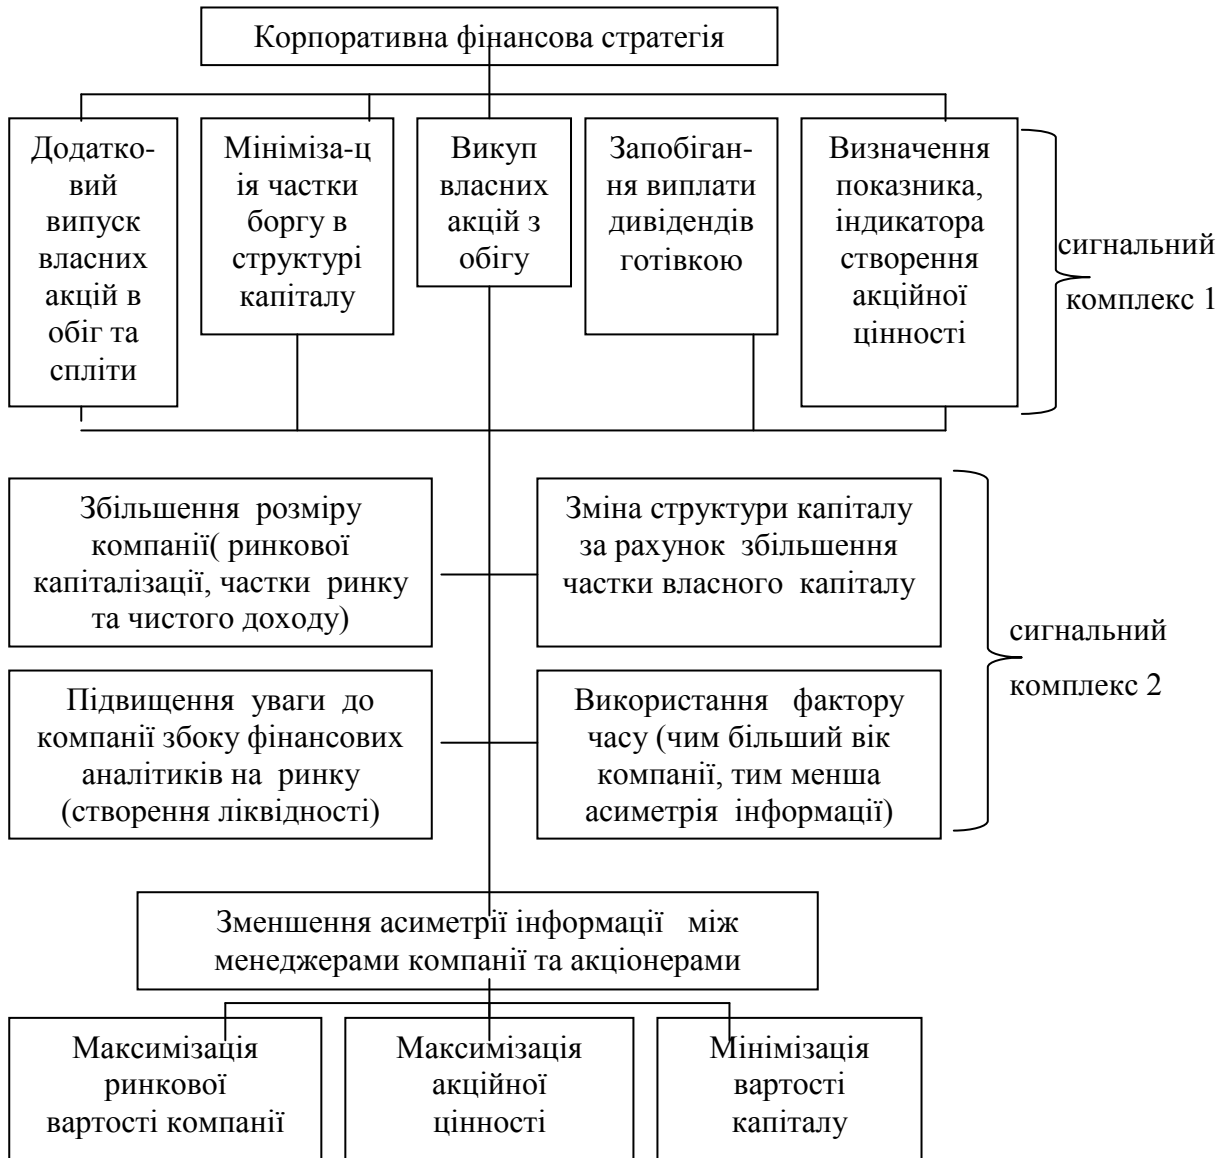 Корпоративна фінансова стратегія
Додатко-
вий
випуск
власних
акцій в
обіг та
спліти
Мініміза-ц
ія частки
боргу в
структурі
капіталу
Викуп
власних
акцій з
обігу
Запобіган-
ня виплати
дивідендів
готівкою
Визначення
показника,
індикатора
створення
акційної
цінності
сигнальний
комплекс 1
Збільшення розміру
компанії( ринкової
капіталізації, частки ринку
та чистого доходу)
Зміна структури капіталу
за рахунок збільшення
частки власного капіталу
Підвищення уваги до
компанії збоку фінансових
аналітиків на ринку
(створення ліквідності)
Використання фактору
часу (чим більший вік
компанії, тим менша
асиметрія інформації)
сигнальний
комплекс 2
Зменшення асиметрії інформації між
менеджерами компанії та акціонерами
Максимізація
ринкової
вартості компанії
Максимізація
акційної
цінності
Мінімізація
вартості
капіталу